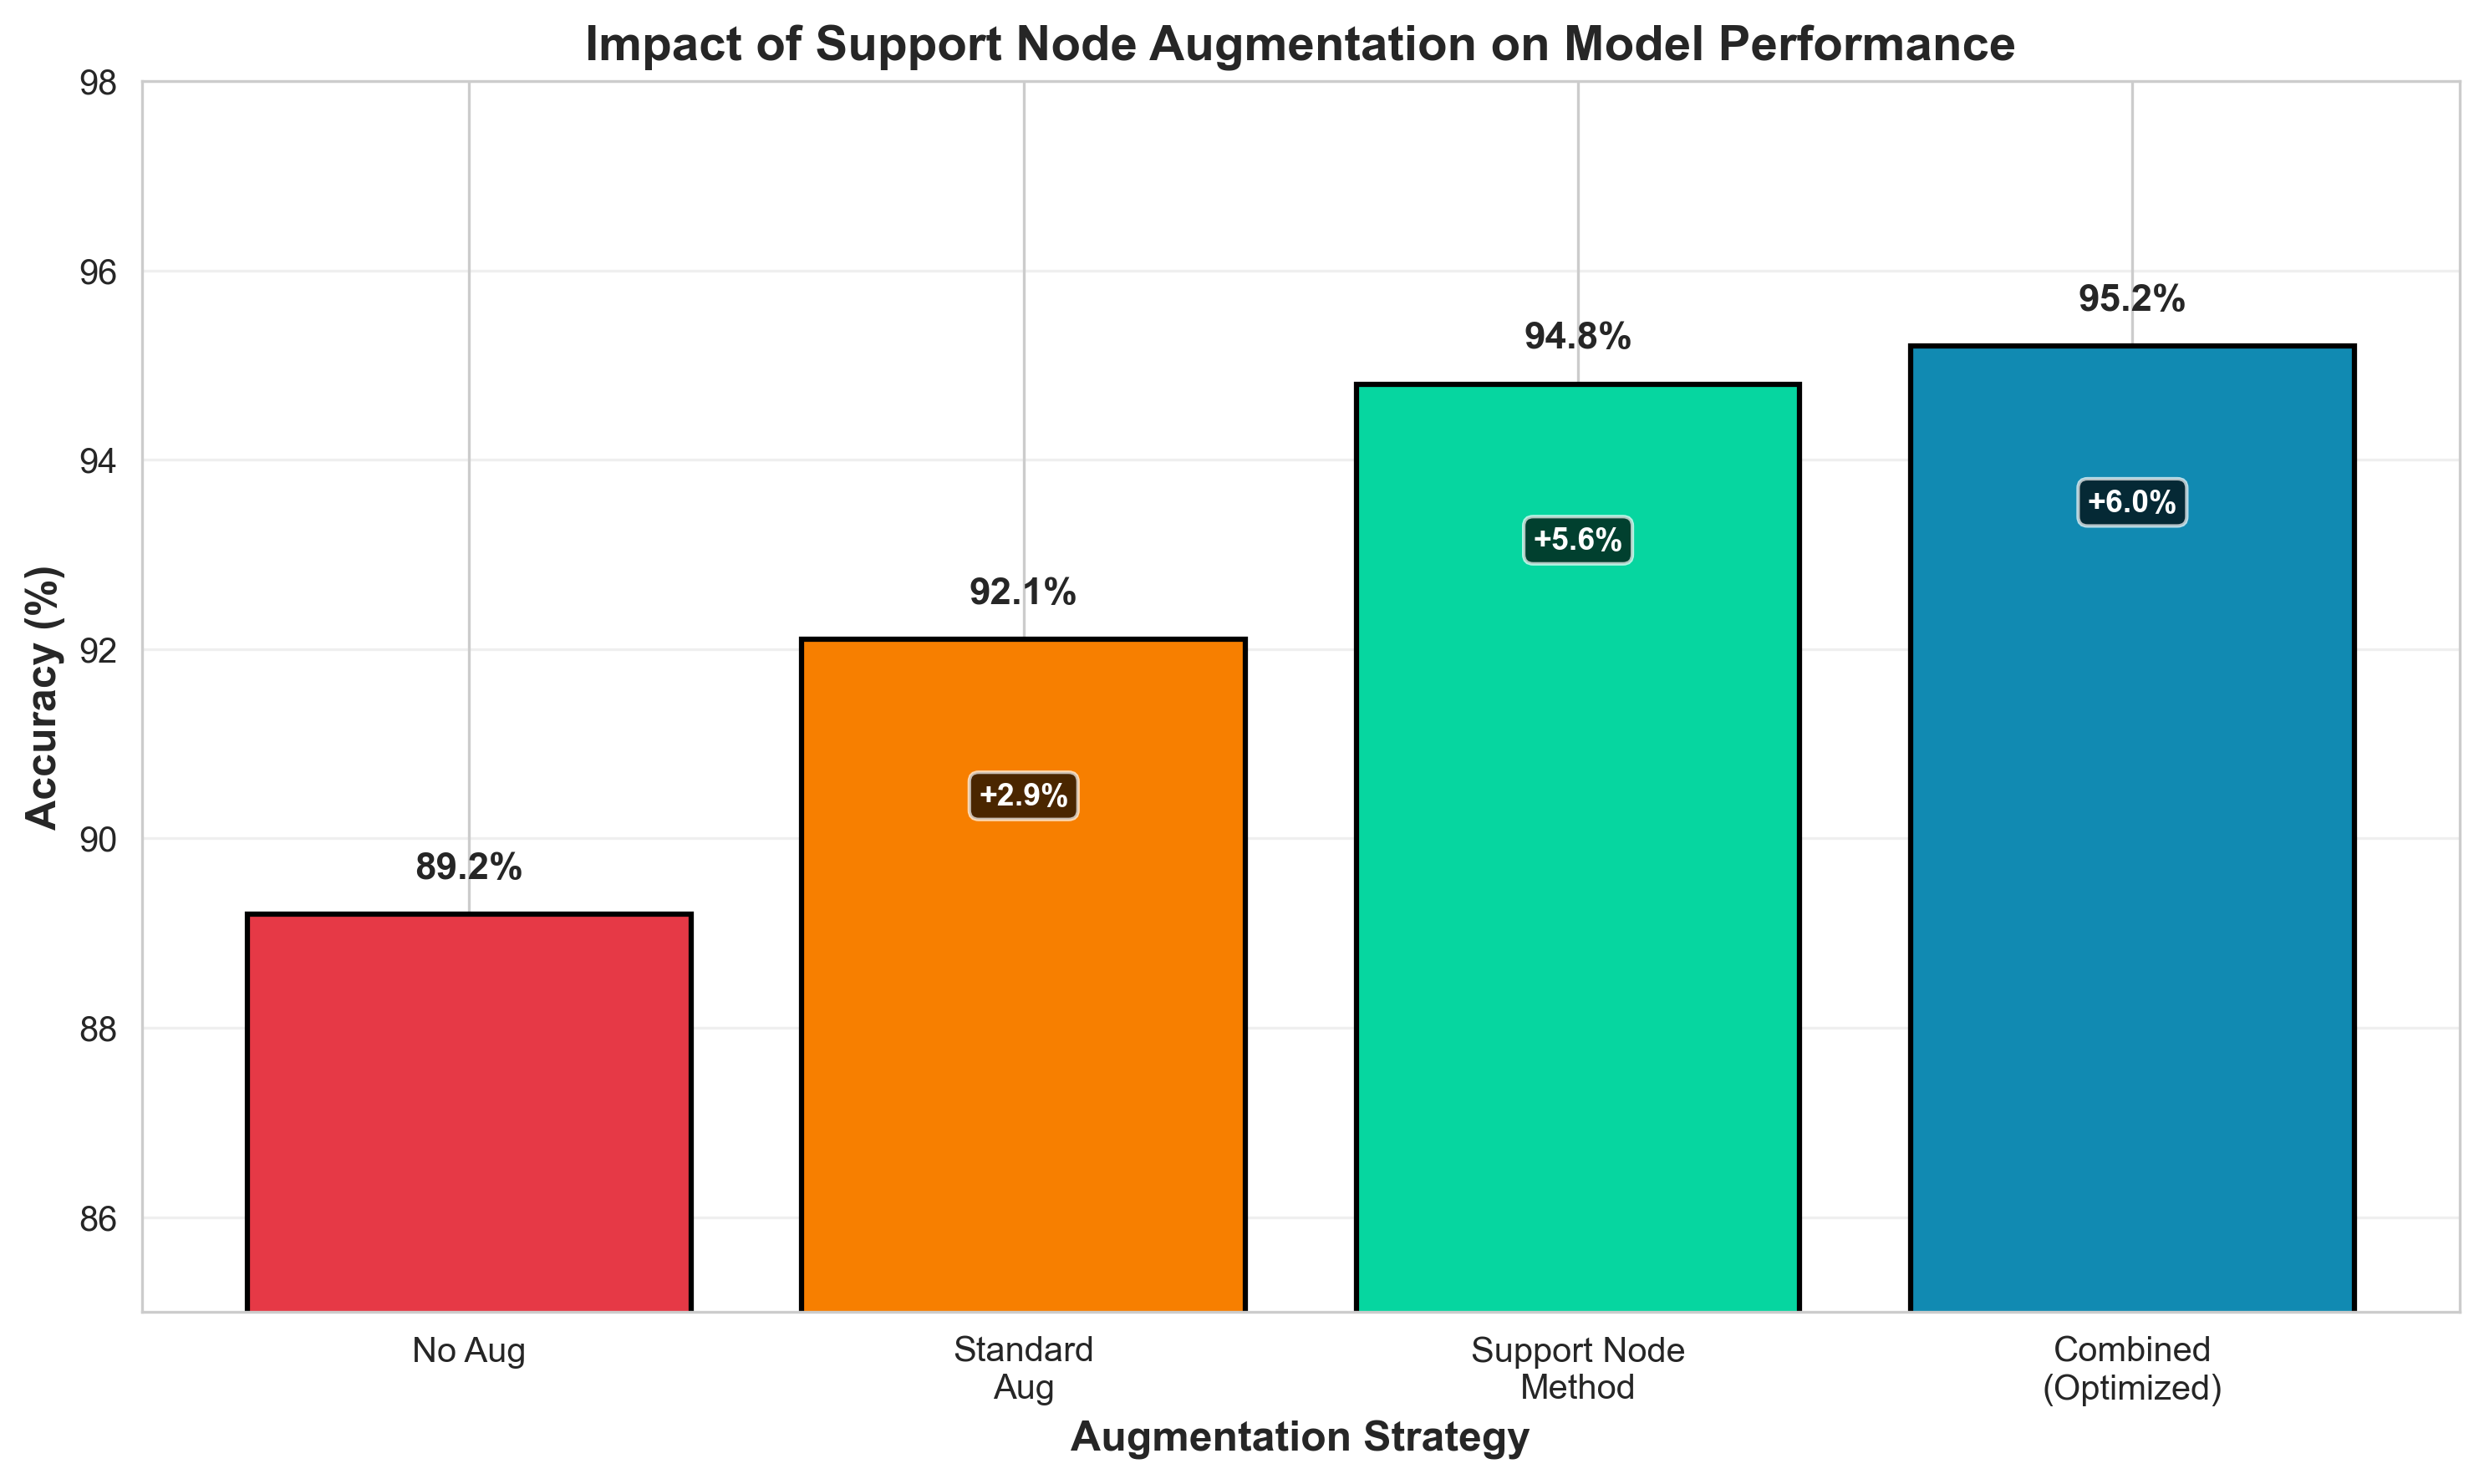 Impact of Support Node Augmentation on Model Performance
98
96
94
92
90
88
86
Accuracy (%)
89.2%
92.1%
+2.9%
94.8%
+5.6%
95.2%
+6.0%
No Aug
Standard
Aug
Support Node
Method
Combined
(Optimized)
Augmentation Strategy